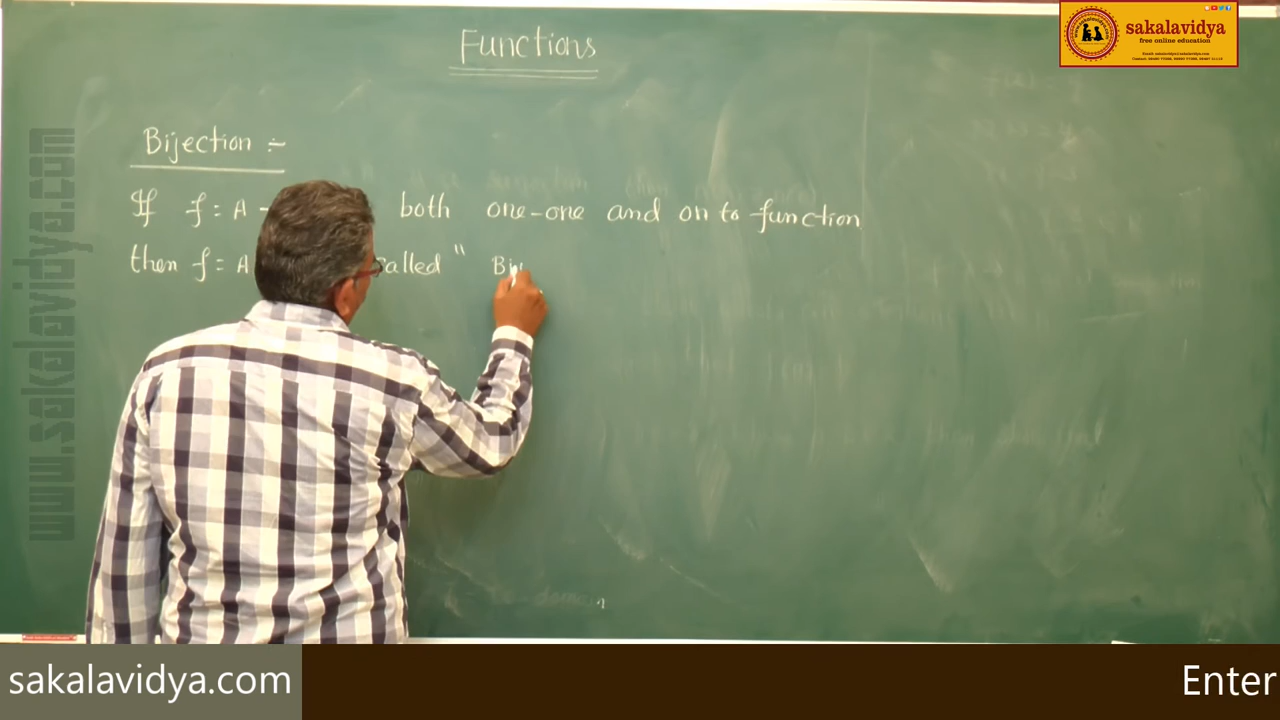 Functions
sakalavidya
free online education
Bijection :-
If f : A - both one-one and on to function
then f : A called " Bij
www.sakalavidya.com
sakalavidya.com
Enter